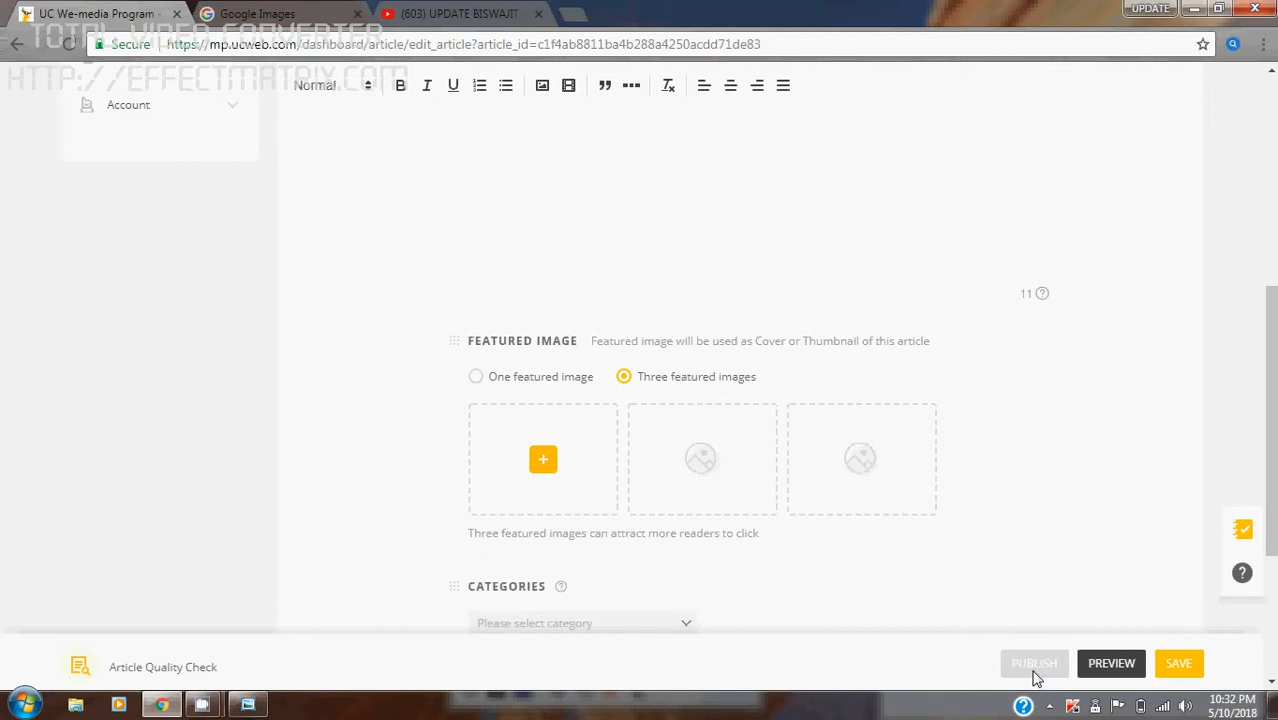 UC We-media Program -
Google Images
(603) UPDATE BISWAJIT
UPDATE
TOTAL VIDEO CONVERTER
Secure https://mp.ucweb.com/dashboard/article/edit_article?article_id=c1f4ab8811ba4b288a4250acdd71de83
HTTP://EFFECTMATRIX.COM
Normal
Account
11
FEATURED IMAGE Featured image will be used as Cover or Thumbnail of this article
One featured image Three featured images
Three featured images can attract more readers to click
CATEGORIES
Please select category
Article Quality Check
PUBLISH PREVIEW SAVE
10:32 PM
5/10/2018